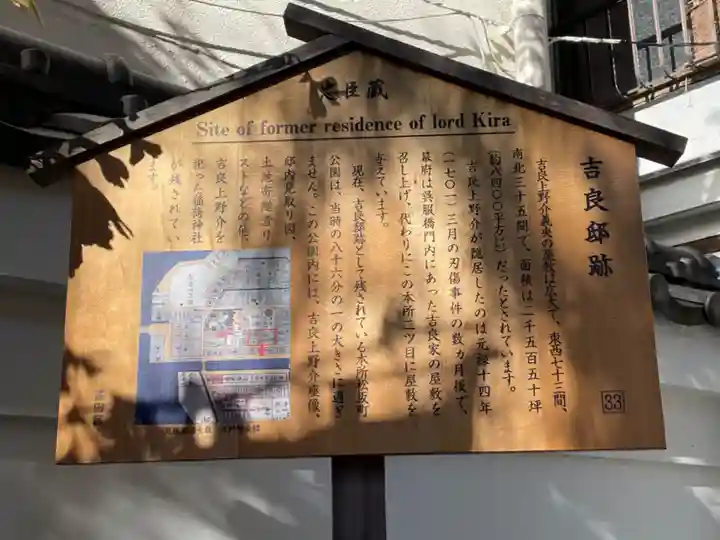 忠臣蔵
Site of former residence of lord Kira
吉良邸跡
吉良上野介義央の屋敷は広大で、東西七十三間、
南北三十五間で、面積は二千五百五十坪
(約八四〇〇平方㍍)だったとされています。
吉良上野介が隠居したのは元禄十四年
(一七〇一)三月の刃傷事件の数カ月後で、
幕府は呉服橋門内にあった吉良家の屋敷を
召し上げ、代わりにこの本所二ツ目に屋敷を
与えています。
現在、吉良邸跡として残されている本所松坂町
公園は、当時の八十六分の一の大きさに過ぎ
ません。この公園内には、吉良上野介座像、
邸内見取り図、
土地寄贈者リ
ストなどの他、
吉良上野介を
祀った稲荷神社
が残されてい
ます。
33